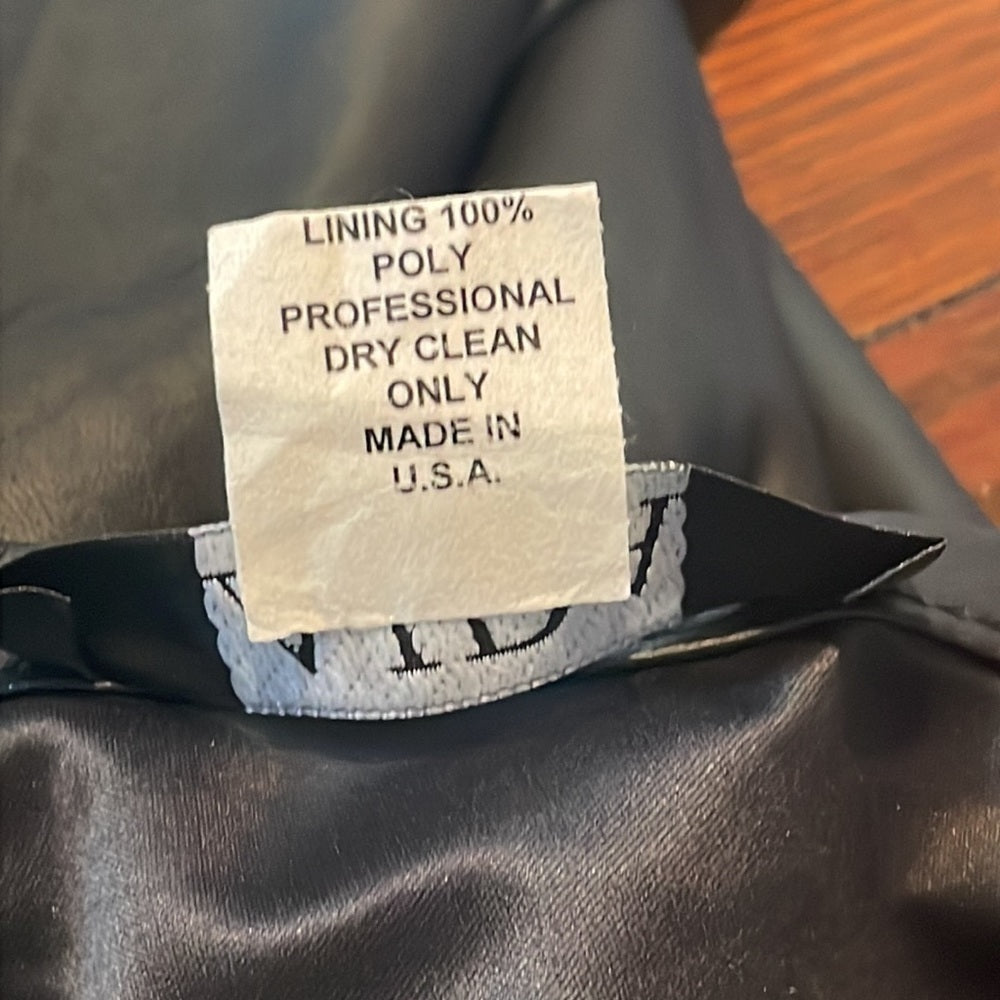 LINING 100%
POLY
PROFESSIONAL
DRY CLEAN
ONLY
MADE IN
U.S.A.